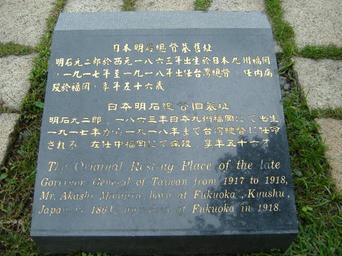 日本明石總督墓舊址
明石元二郎於西元一八六三年出生於日本九州福岡
一九一七年至一九一八年出任台灣總督 任內病
歿於福岡 享年五十六歲
日本明石總督旧墓址
明石元二郎 一八六三年日本九州福岡にて出生
一九一七年から一九一八年まで台湾總督に任命
され 在任中福岡にて病歿 享年五十六才
The Original Resting Place of the late
Governor General of Taiwan from 1917 to 1918,
Mr. Akashi born at Fukuoka, Kyushu,
Japan in at Fukuoka in 1918.